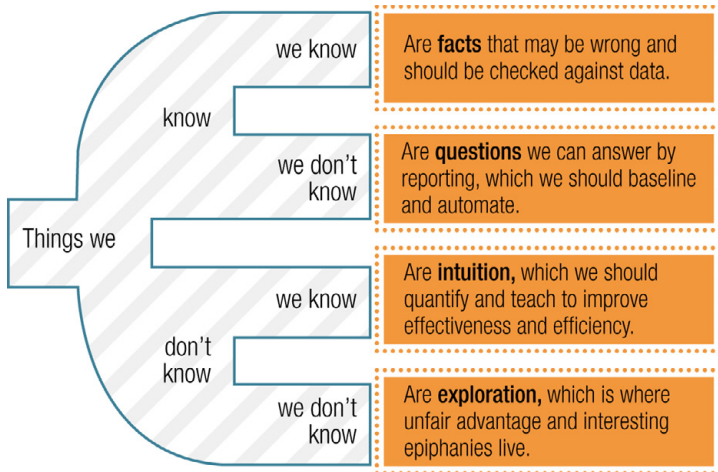 Things we
know
we know
Are facts that may be wrong and
should be checked against data.
we don't
know
Are questions we can answer by
reporting, which we should baseline
and automate.
don't
know
we know
Are intuition, which we should
quantify and teach to improve
effectiveness and efficiency.
we don't
know
Are exploration, which is where
unfair advantage and interesting
epiphanies live.